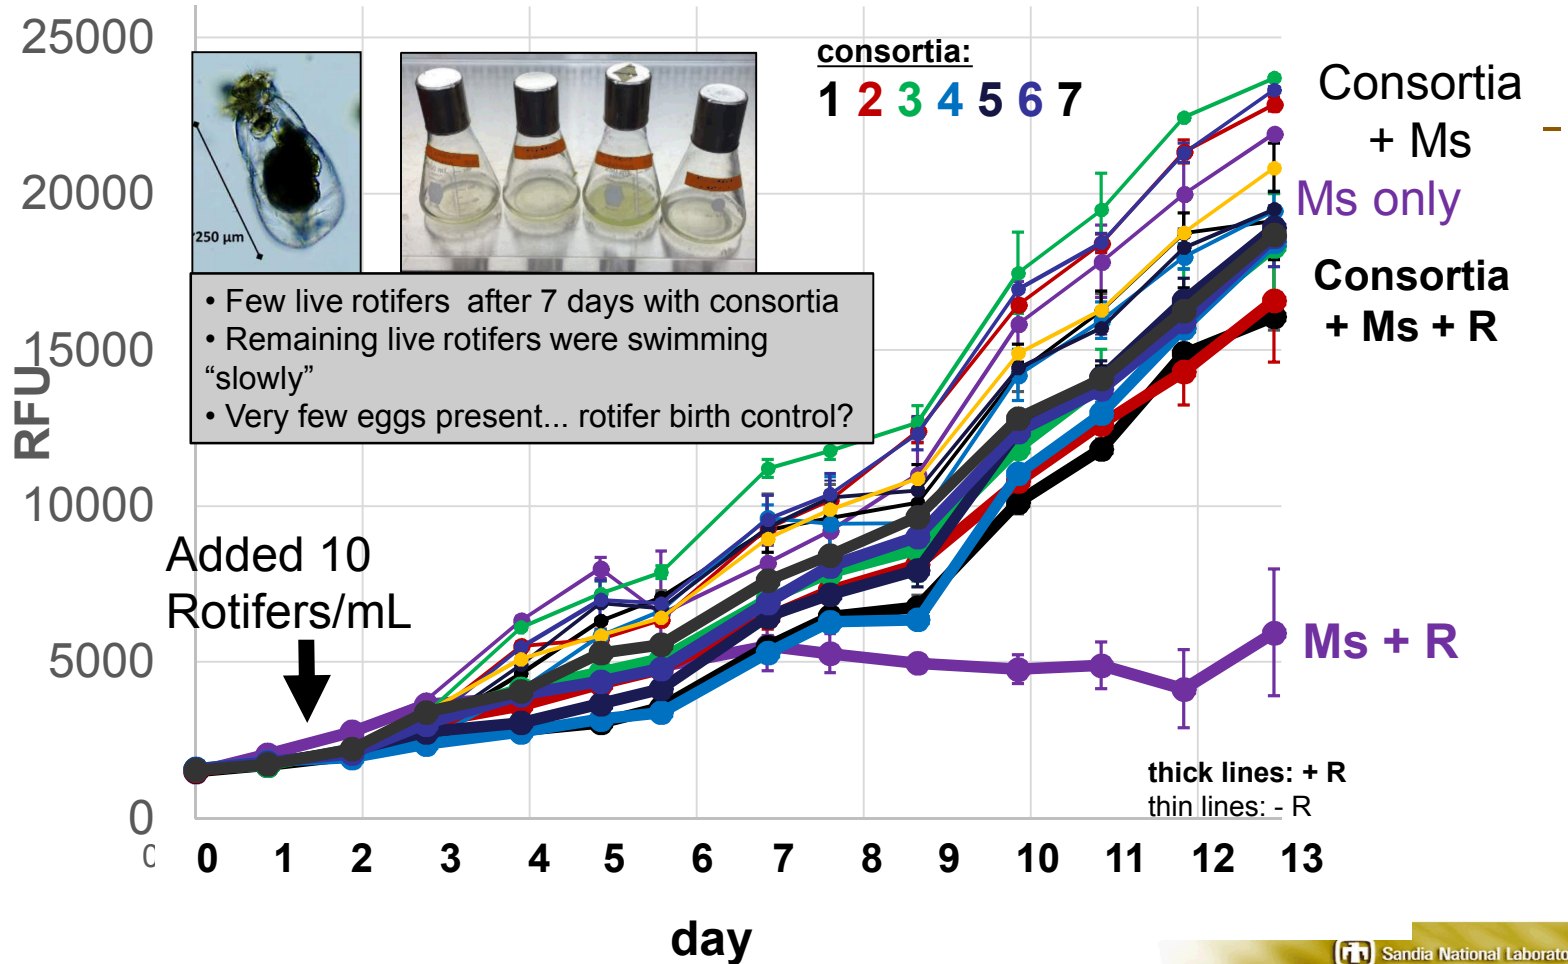 25000
20000
15000
10000
5000
0
RFU
250 µm
consortia:
1 2 3 4 5 6 7
Consortia
+ Ms
Ms only
Consortia
+ Ms + R
• Few live rotifers after 7 days with consortia
• Remaining live rotifers were swimming
“slowly”
• Very few eggs present... rotifer birth control?
Added 10
Rotifers/mL
Ms + R
thick lines: + R
thin lines: - R
0 1 2 3 4 5 6 7 8 9 10 11 12 13
day
Sandia National